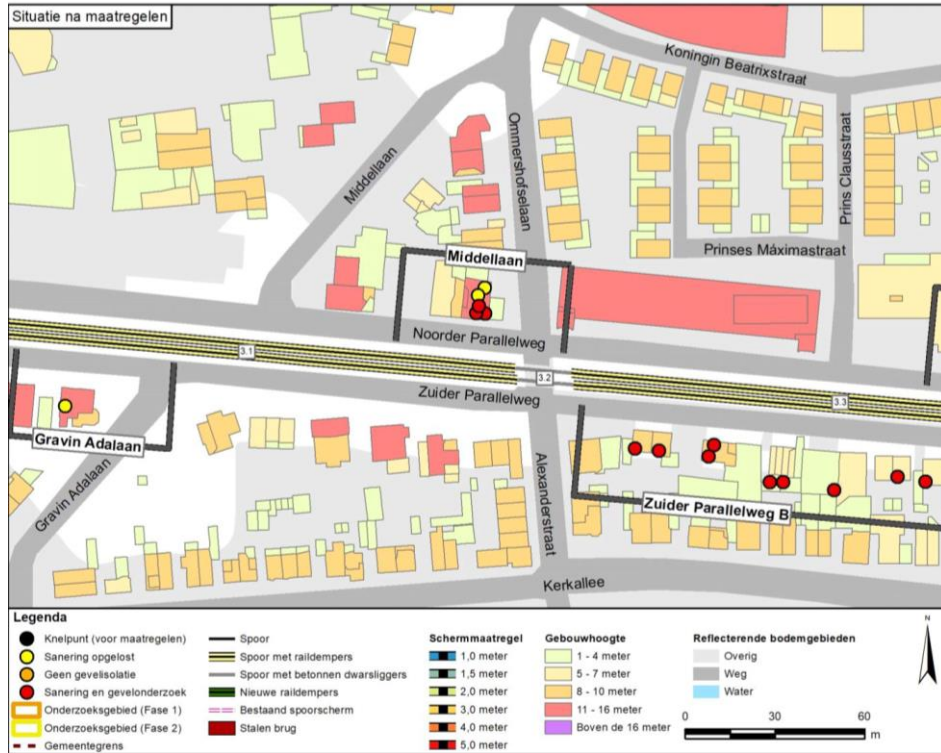 Situatie na maatregelen
Koningin Beatrixstraat
Ommershofselaan
Middellaan
Prins Clausstraat
Prinses Máximastraat
Middellaan
Noorder Parallelweg
3.1
3.2
Zuider Parallelweg
3.3
Gravin Adalaan
Gravin Adalaan
Alexanderstraat
Zuider Parallelweg B
Kerkallee
Legenda
Knelpunt (voor maatregelen)
Sanering opgelost
Geen gevelisolatie
Sanering en gevelonderzoek
Onderzoeksgebied (Fase 1)
Onderzoeksgebied (Fase 2)
Gemeentegrens
Spoor
Spoor met raildempers
Spoor met betonnen dwarsliggers
Nieuwe raildempers
Bestaand spoorscherm
Stalen brug
Schermmaatregel
1,0 meter
1,5 meter
2,0 meter
3,0 meter
4,0 meter
5,0 meter
Gebouwhoogte
1 - 4 meter
5 - 7 meter
8 - 10 meter
11 - 16 meter
Boven de 16 meter
Reflecterende bodemgebieden
Overig
Weg
Water
N
0 30 60
m